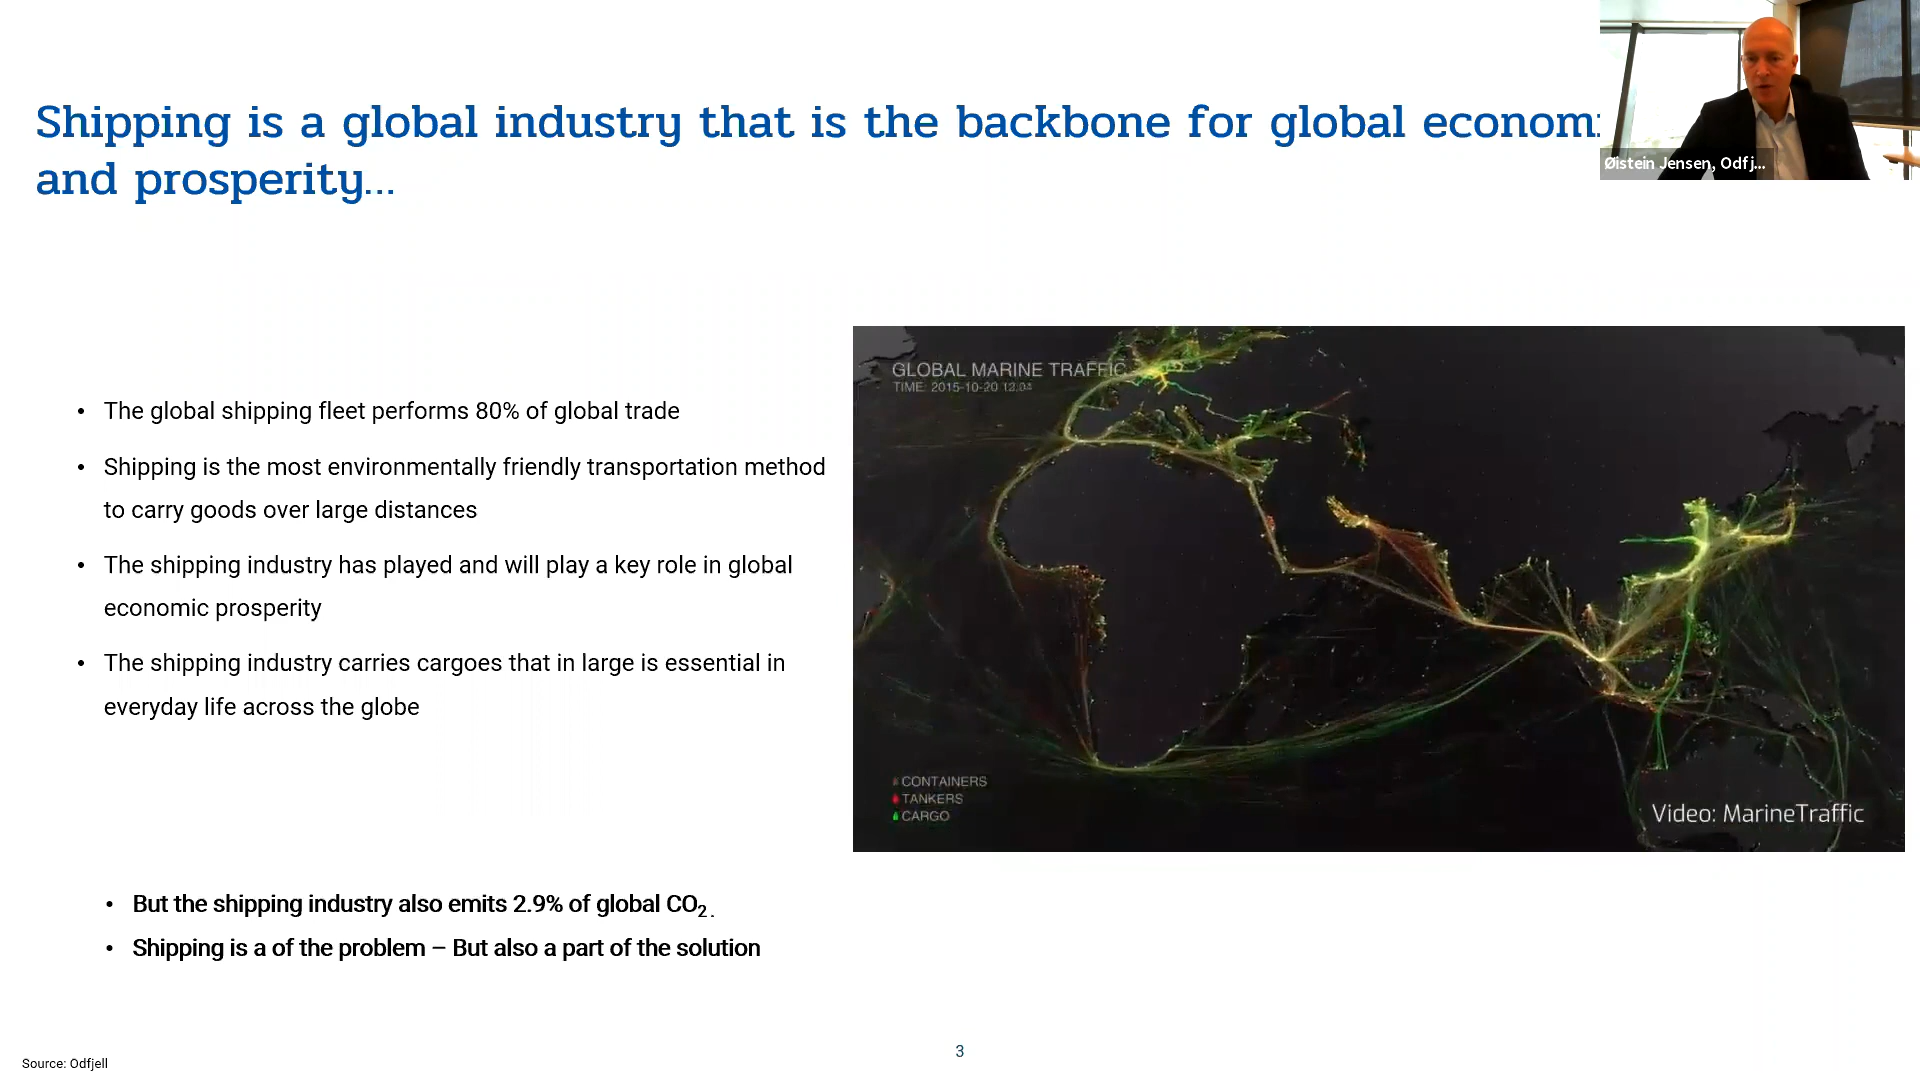 Shipping is a global industry that is the backbone for global
and prosperity...
Øistein Jensen, Odfj...
• The global shipping fleet performs 80% of global trade
• Shipping is the most environmentally friendly transportation method
to carry goods over large distances
• The shipping industry has played and will play a key role in global
economic prosperity
• The shipping industry carries cargoes that in large is essential in
everyday life across the globe
GLOBAL MARINE TRAFFIC
TIME: 2015-10-20 12:04
CONTAINERS
TANKERS
CARGO
Video: MarineTraffic
• But the shipping industry also emits 2.9% of global CO₂.
• Shipping is a of the problem – But also a part of the solution
3
Source: Odfjell